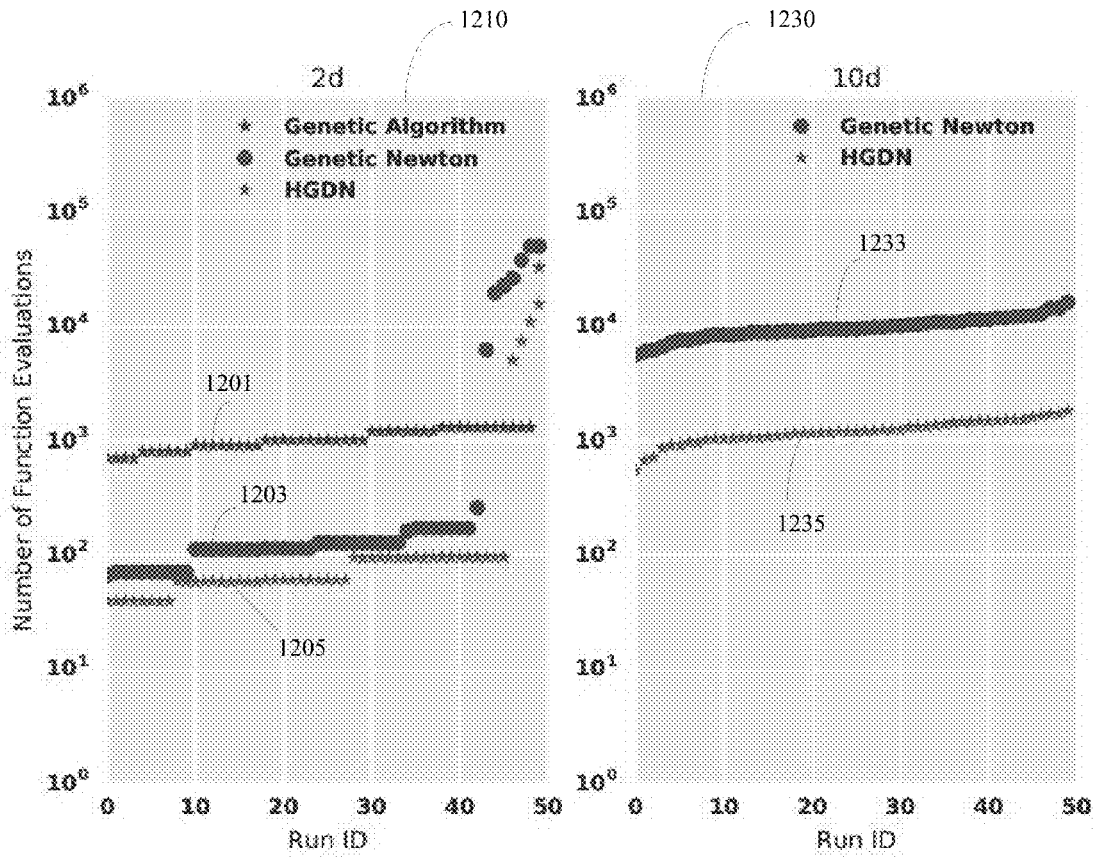 1210
1230
2d
10d
10⁶
10⁵
10⁴
10³
10²
10¹
10⁰
★ Genetic Algorithm
● Genetic Newton
★ HGDN
1201
1203
1205
0 10 20 30 40 50
Run ID
Number of Function Evaluations
10⁶
10⁵
10⁴
10³
10²
10¹
10⁰
● Genetic Newton
★ HGDN
1233
1235
0 10 20 30 40 50
Run ID